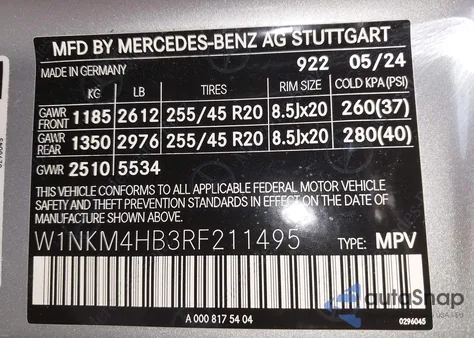 MFD BY MERCEDES-BENZ AG STUTTGART
MADE IN GERMANY 922 05/24
KG LB TIRES RIM SIZE COLD KPA(PSI)
GAWR FRONT 1185 2612 255/45 R20 8.5Jx20 260(37)
GAWR REAR 1350 2976 255/45 R20 8.5Jx20 280(40)
GVWR 2510 5534
THIS VEHICLE CONFORMS TO ALL APPLICABLE FEDERAL MOTOR VEHICLE
SAFETY AND THEFT PREVENTION STANDARDS IN EFFECT ON THE DATE OF
MANUFACTURE SHOWN ABOVE.
W1NKM4HB3RF211495 TYPE: MPV
A 000 817 54 04
autoShop
0296045
0296045